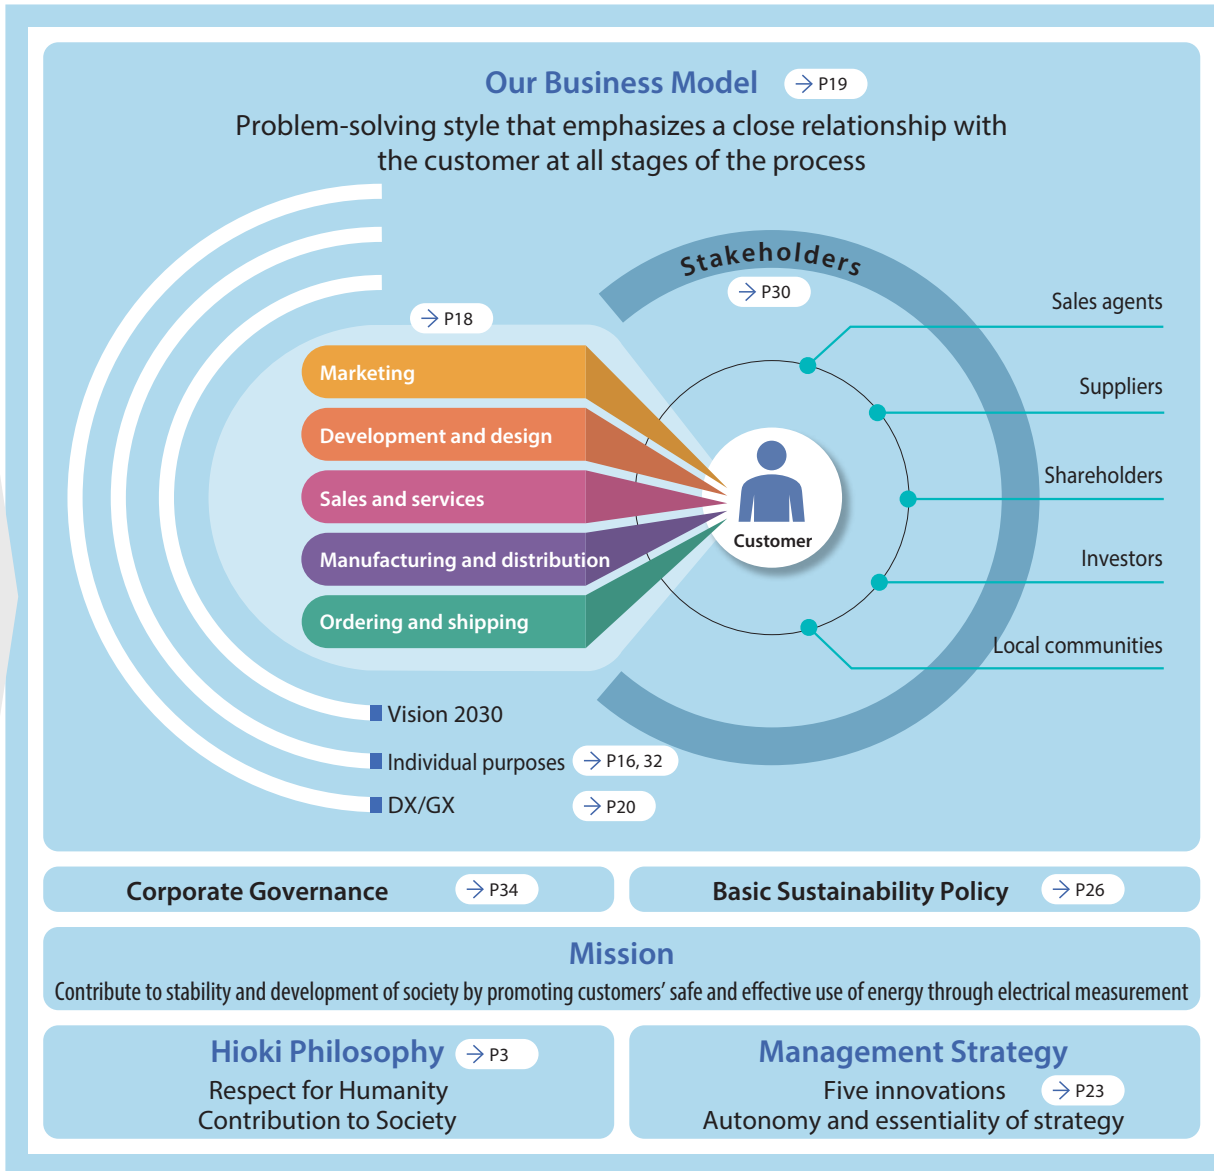 Our Business Model → P19
Problem-solving style that emphasizes a close relationship with
the customer at all stages of the process
Stakeholders
→ P30
→ P18
Marketing
Development and design
Sales and services
Manufacturing and distribution
Ordering and shipping
Customer
Sales agents
Suppliers
Shareholders
Investors
Local communities
Vision 2030
Individual purposes → P16, 32
DX/GX → P20
Corporate Governance → P34
Basic Sustainability Policy → P26
Mission
Contribute to stability and development of society by promoting customers’ safe and effective use of energy through electrical measurement
Hioki Philosophy → P3
Respect for Humanity
Contribution to Society
Management Strategy
Five innovations → P23
Autonomy and essentiality of strategy